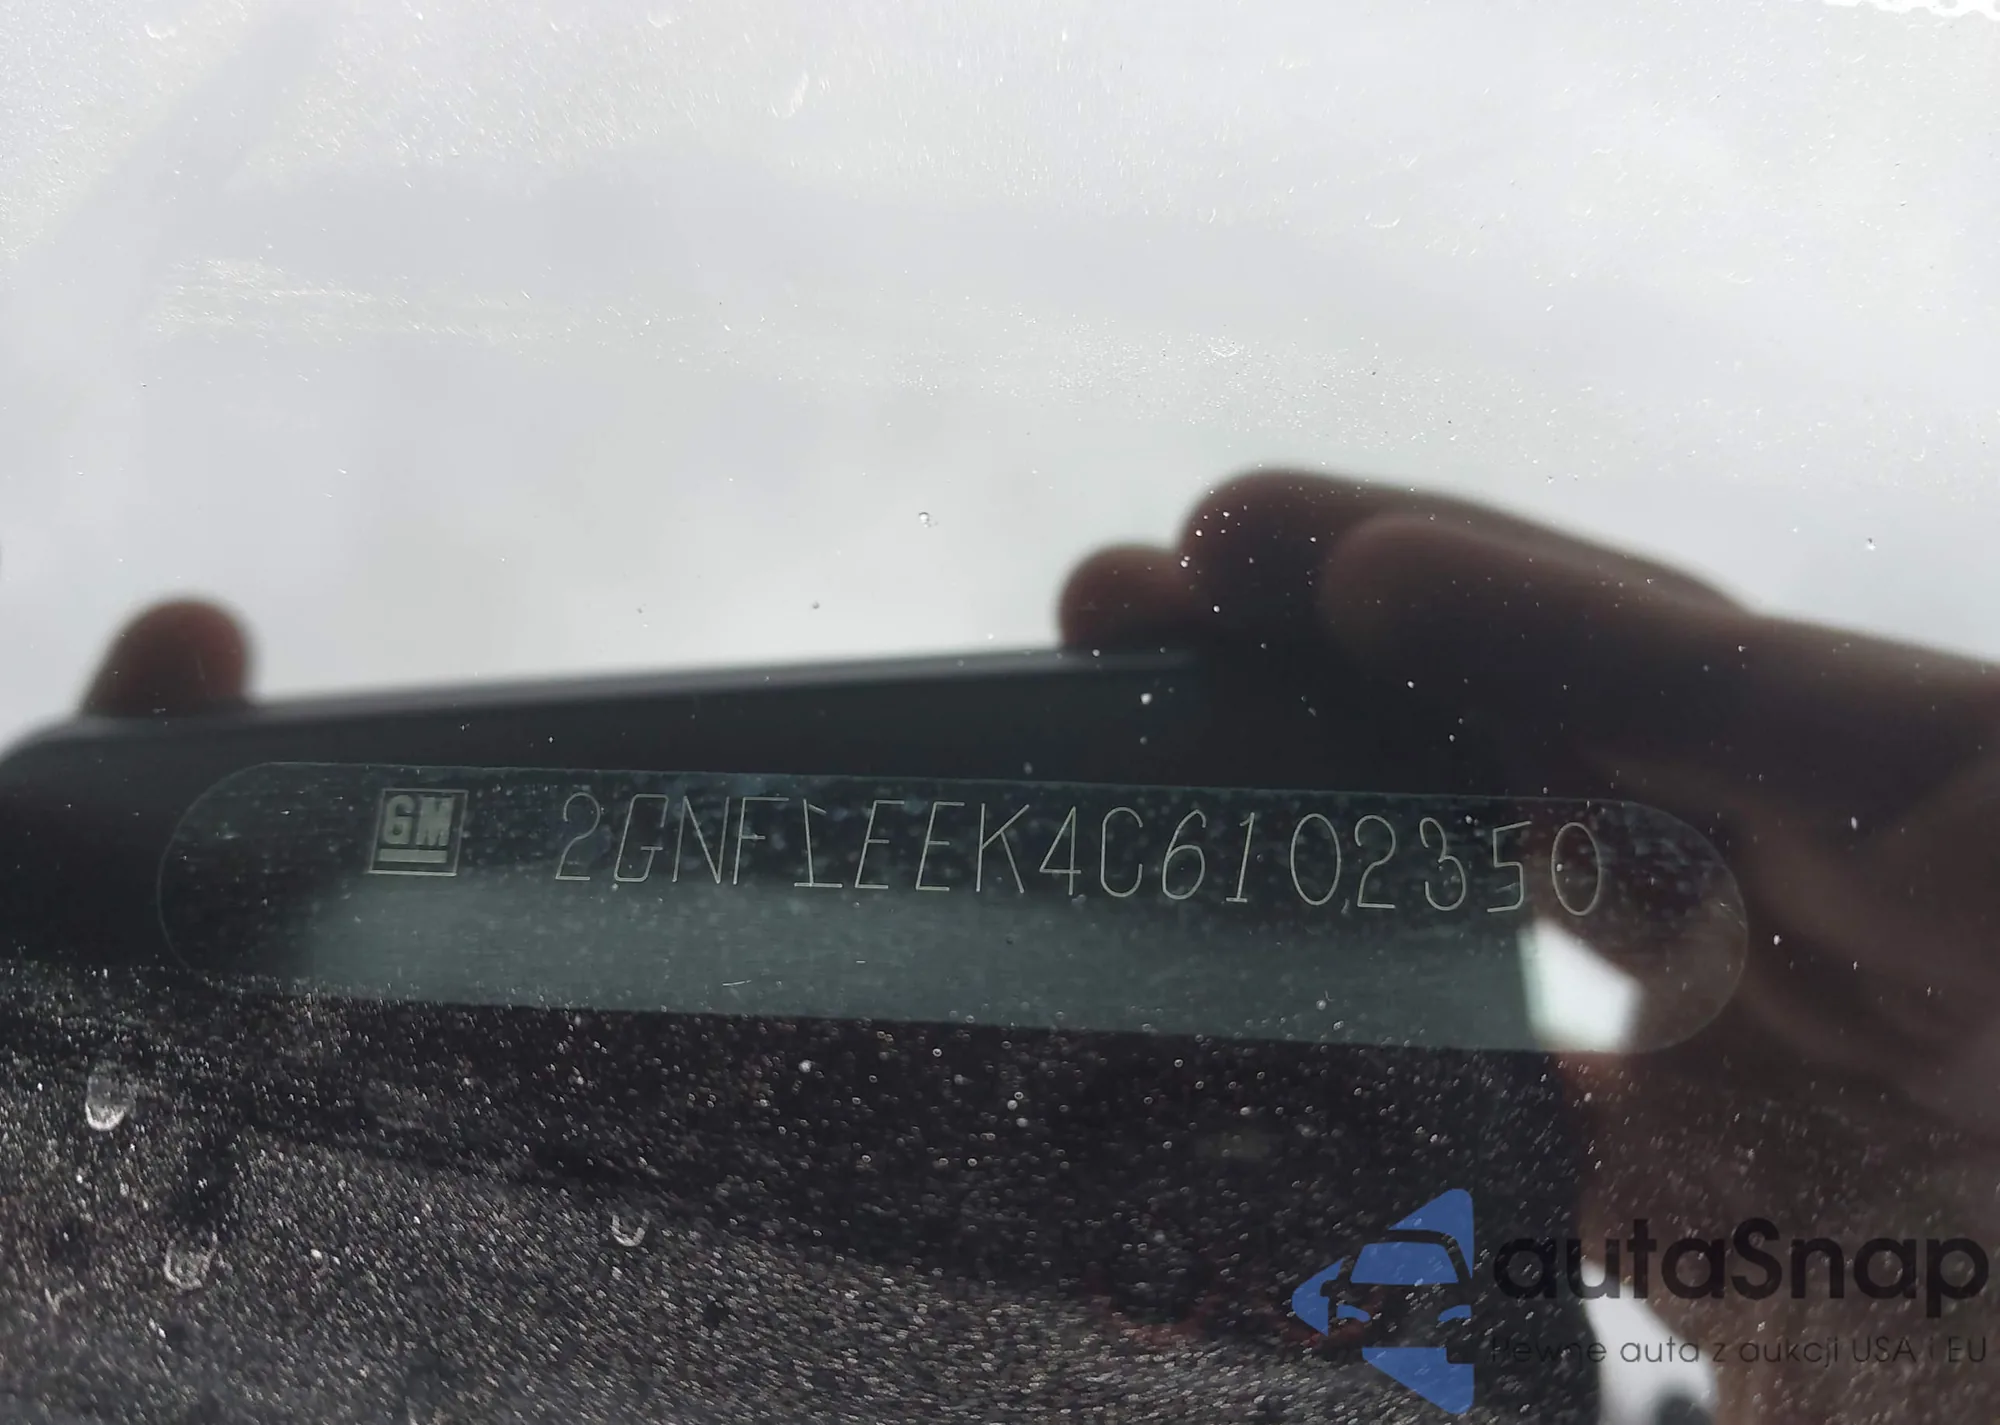 GM
2GNFLEEK4C6102350
autaSnap
Pewne auta z aukcji USA i EU